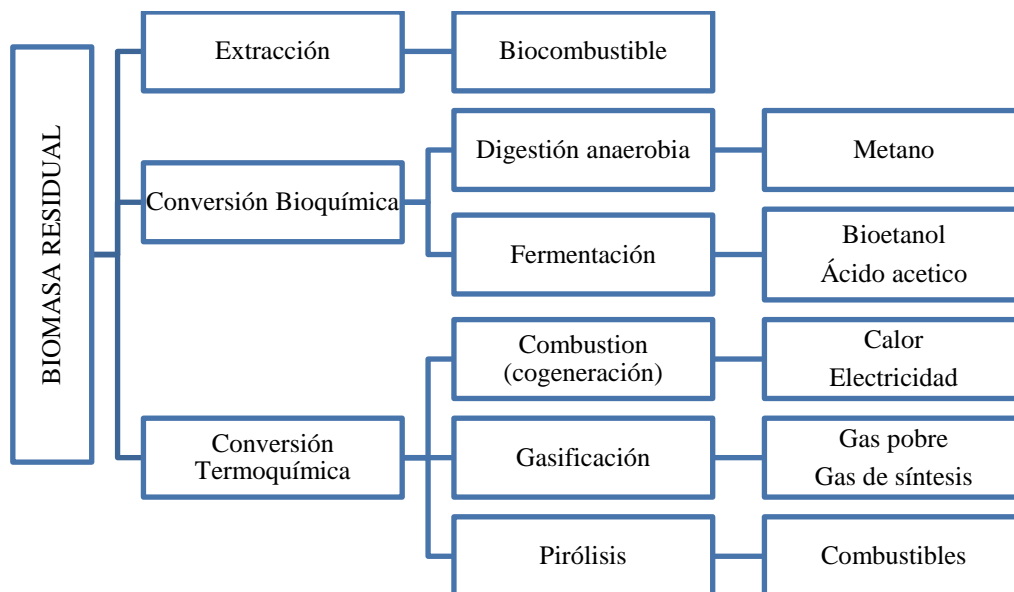 BIOMASA RESIDUAL
Extracción
Biocombustible
Conversión Bioquímica
Digestión anaerobia
Metano
Fermentación
Bioetanol
Ácido acetico
Conversión
Termoquímica
Combustion
(cogeneración)
Calor
Electricidad
Gasificación
Gas pobre
Gas de síntesis
Pirólisis
Combustibles